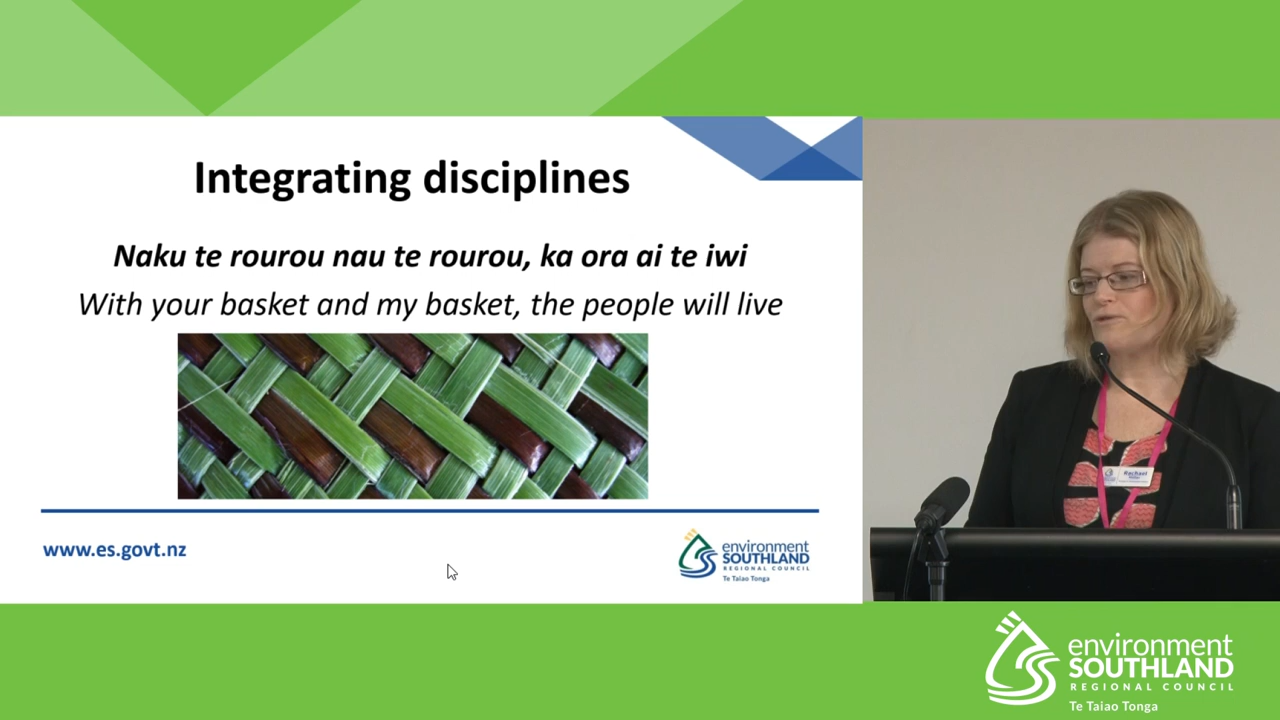 Integrating disciplines
Naku te rourou nau te rourou, ka ora ai te iwi
With your basket and my basket, the people will live
www.es.govt.nz
environment
SOUTHLAND
REGIONAL COUNCIL
Te Taiao Tonga
Rachael
environment
SOUTHLAND
REGIONAL COUNCIL
Te Taiao Tonga